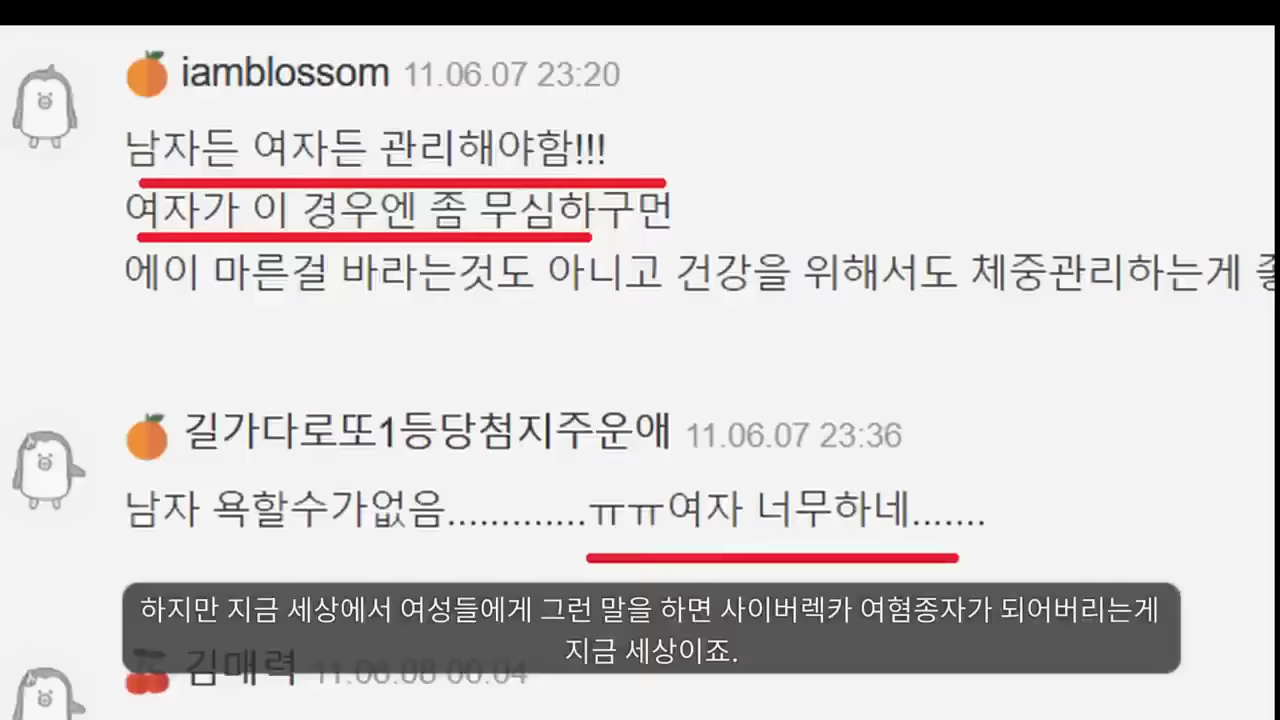 iamblossom 11.06.07 23:20
남자든 여자든 관리해야함!!!
여자가 이 경우엔 좀 무심하구먼
에이 마른걸 바라는것도 아니고 건강을 위해서도 체중관리하는게
길가다로또1등당첨지주운애 11.06.07 23:36
남자 욕할수가없음.............ㅠㅠ여자 너무하네.......
하지만 지금 세상에서 여성들에게 그런 말을 하면 사이버렉카 여혐종자가 되어버리는게
지금 세상이죠.
김매력 11.06.08 00.04